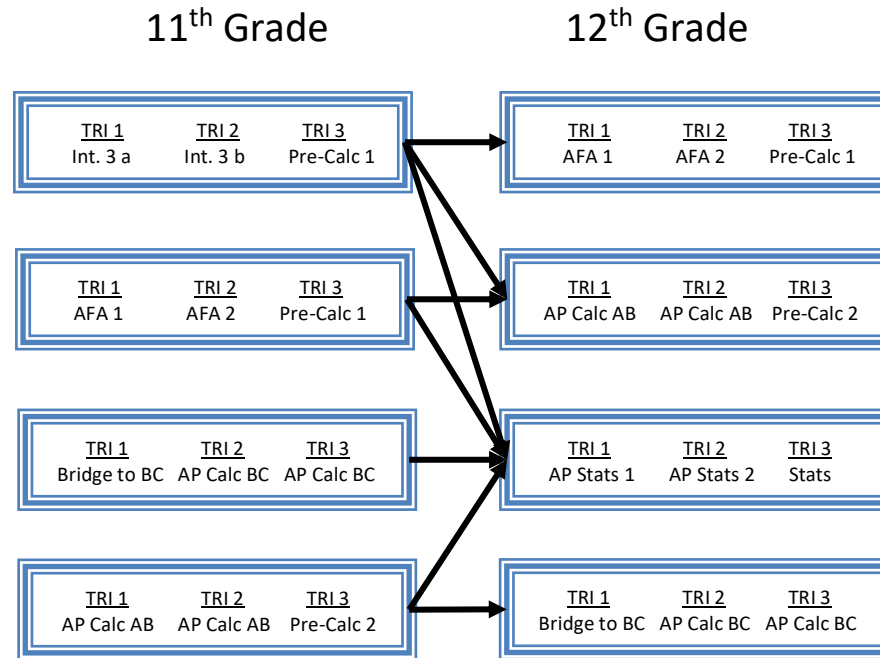 11th Grade 12th Grade
TRI 1 TRI 2 TRI 3
Int. 3 a Int. 3 b Pre-Calc 1
TRI 1 TRI 2 TRI 3
AFA 1 AFA 2 Pre-Calc 1
TRI 1 TRI 2 TRI 3
AFA 1 AFA 2 Pre-Calc 1
TRI 1 TRI 2 TRI 3
AP Calc AB AP Calc AB Pre-Calc 2
TRI 1 TRI 2 TRI 3
Bridge to BC AP Calc BC AP Calc BC
TRI 1 TRI 2 TRI 3
AP Stats 1 AP Stats 2 Stats
TRI 1 TRI 2 TRI 3
AP Calc AB AP Calc AB Pre-Calc 2
TRI 1 TRI 2 TRI 3
Bridge to BC AP Calc BC AP Calc BC